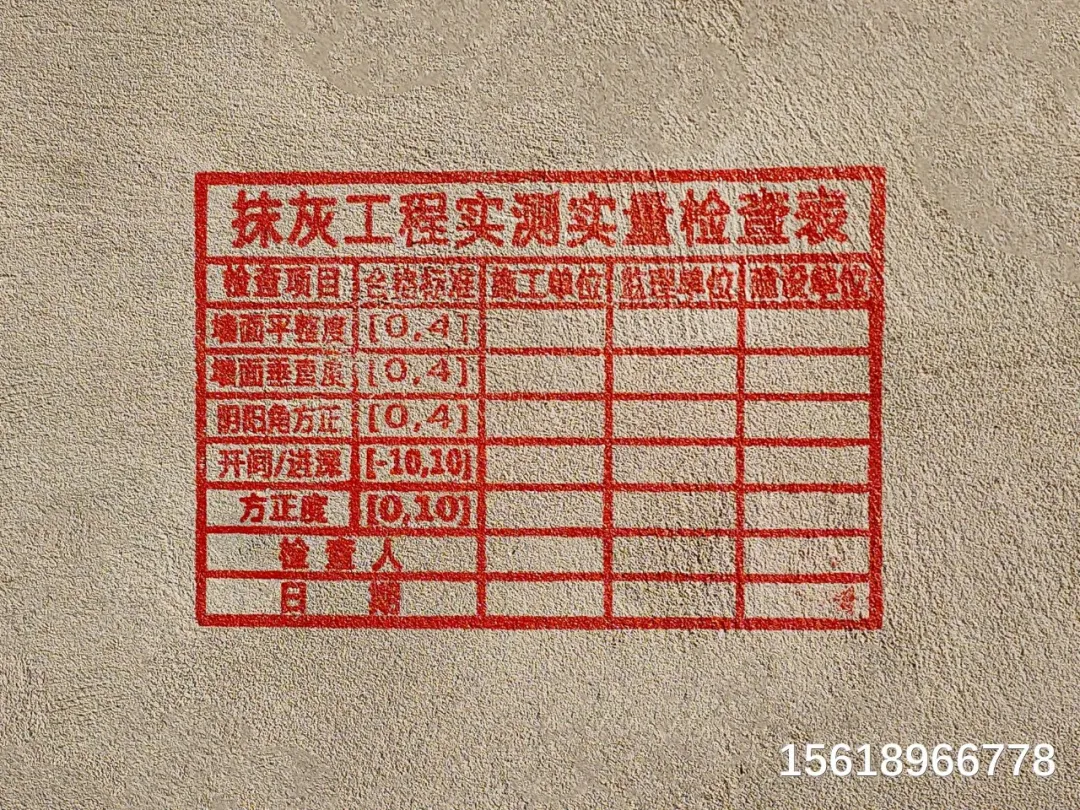 抹灰工程实测实量检查表
检查项目 合格标准 施工单位 监理单位 建设单位
墙面平整度 [0,4]
墙面垂直度 [0,4]
阴阳角方正 [0,4]
开间/进深 [-10,10]
方正度 [0,10]
检查人
日期
15618966778